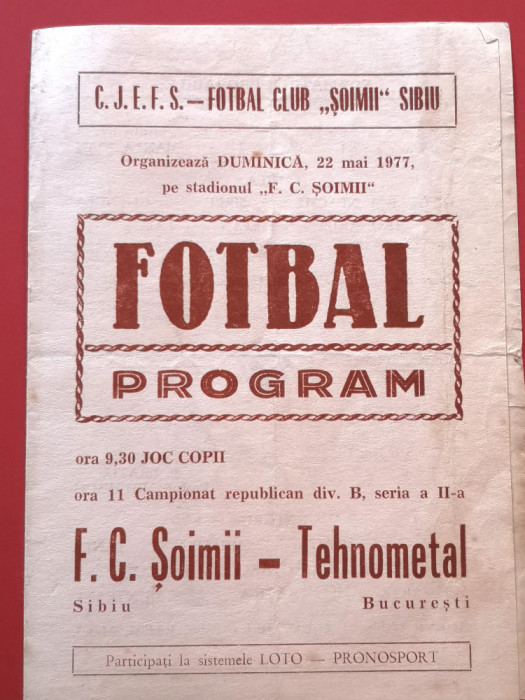 C. J. E. F. S. — FOTBAL CLUB „ŞOIMII“ SIBIU
Organizează DUMINICĂ, 22 mai 1977,
pe stadionul „F. C. ŞOIMII“
FOTBAL
PROGRAM
ora 9,30 JOC COPII
ora 11 Campionat republican div. B, seria a II-a
F. C. Şoimii – Tehnometal
Sibiu Bucureşti
Participaţi la sistemele LOTO — PRONOSPORT